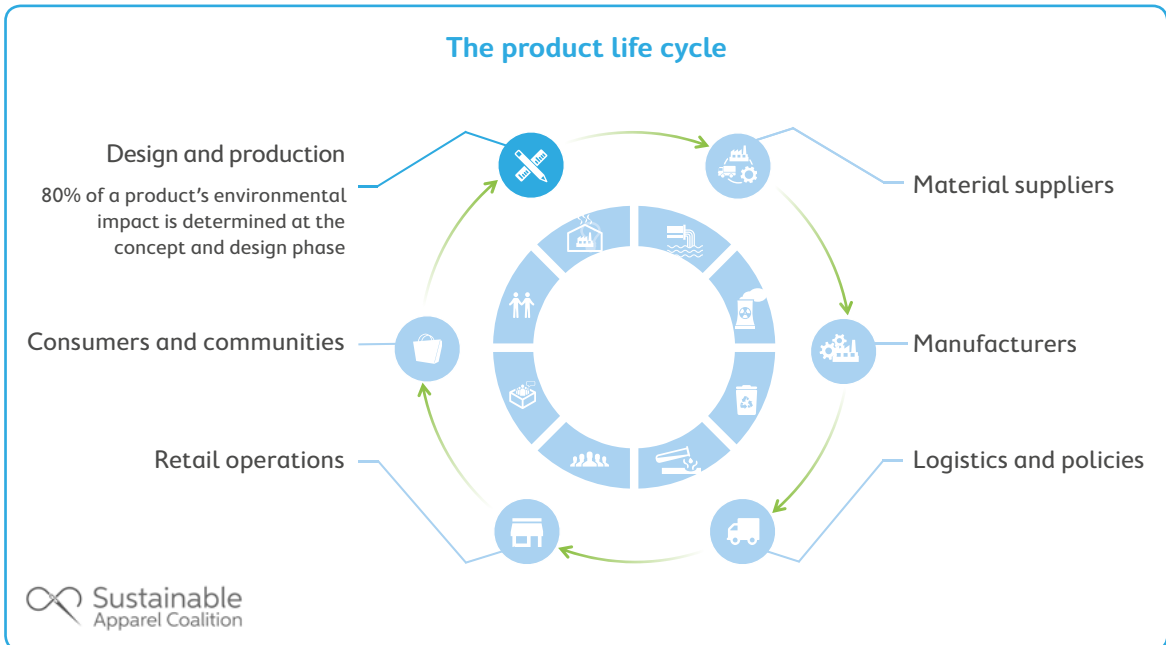 The product life cycle
Design and production
80% of a product's environmental
impact is determined at the
concept and design phase
Material suppliers
Consumers and communities
Manufacturers
Retail operations
Logistics and policies
Sustainable
Apparel Coalition